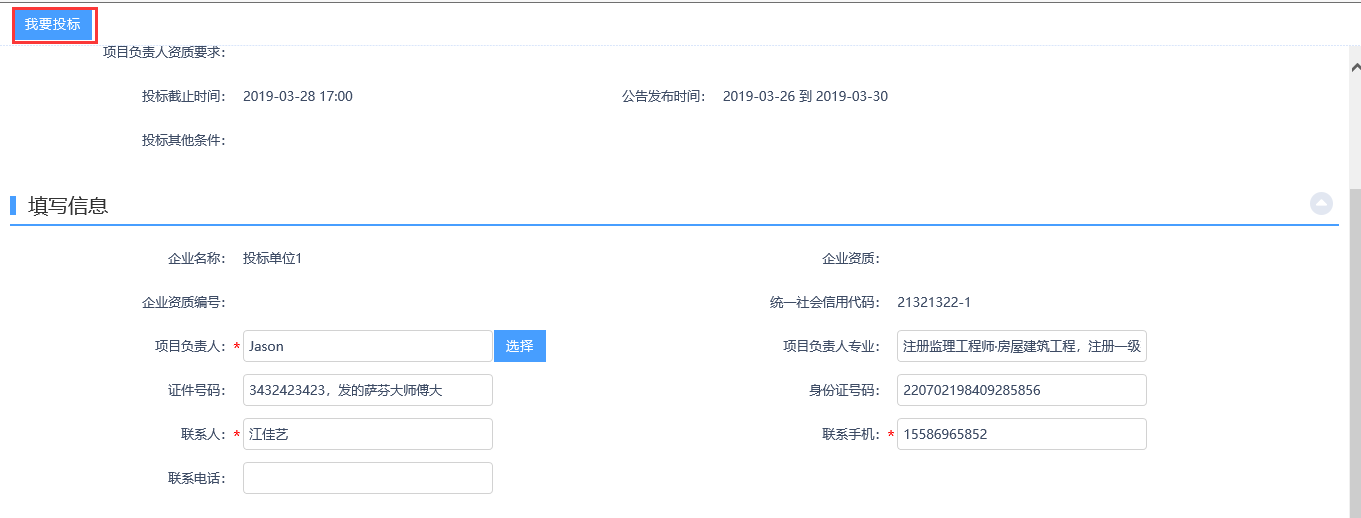 我要投标
项目负责人资质要求：
投标截止时间： 2019-03-28 17:00 公告发布时间： 2019-03-26 到 2019-03-30
投标其他条件：
填写信息
企业名称： 投标单位1 企业资质：
企业资质编号： 统一社会信用代码： 21321322-1
项目负责人： * Jason 选择 项目负责人专业： 注册监理工程师·房屋建筑工程，注册一级
证件号码： 3432423423，发的萨芬大师傅大 身份证号码： 220702198409285856
联系人： * 江佳艺 联系手机： * 15586965852
联系电话：